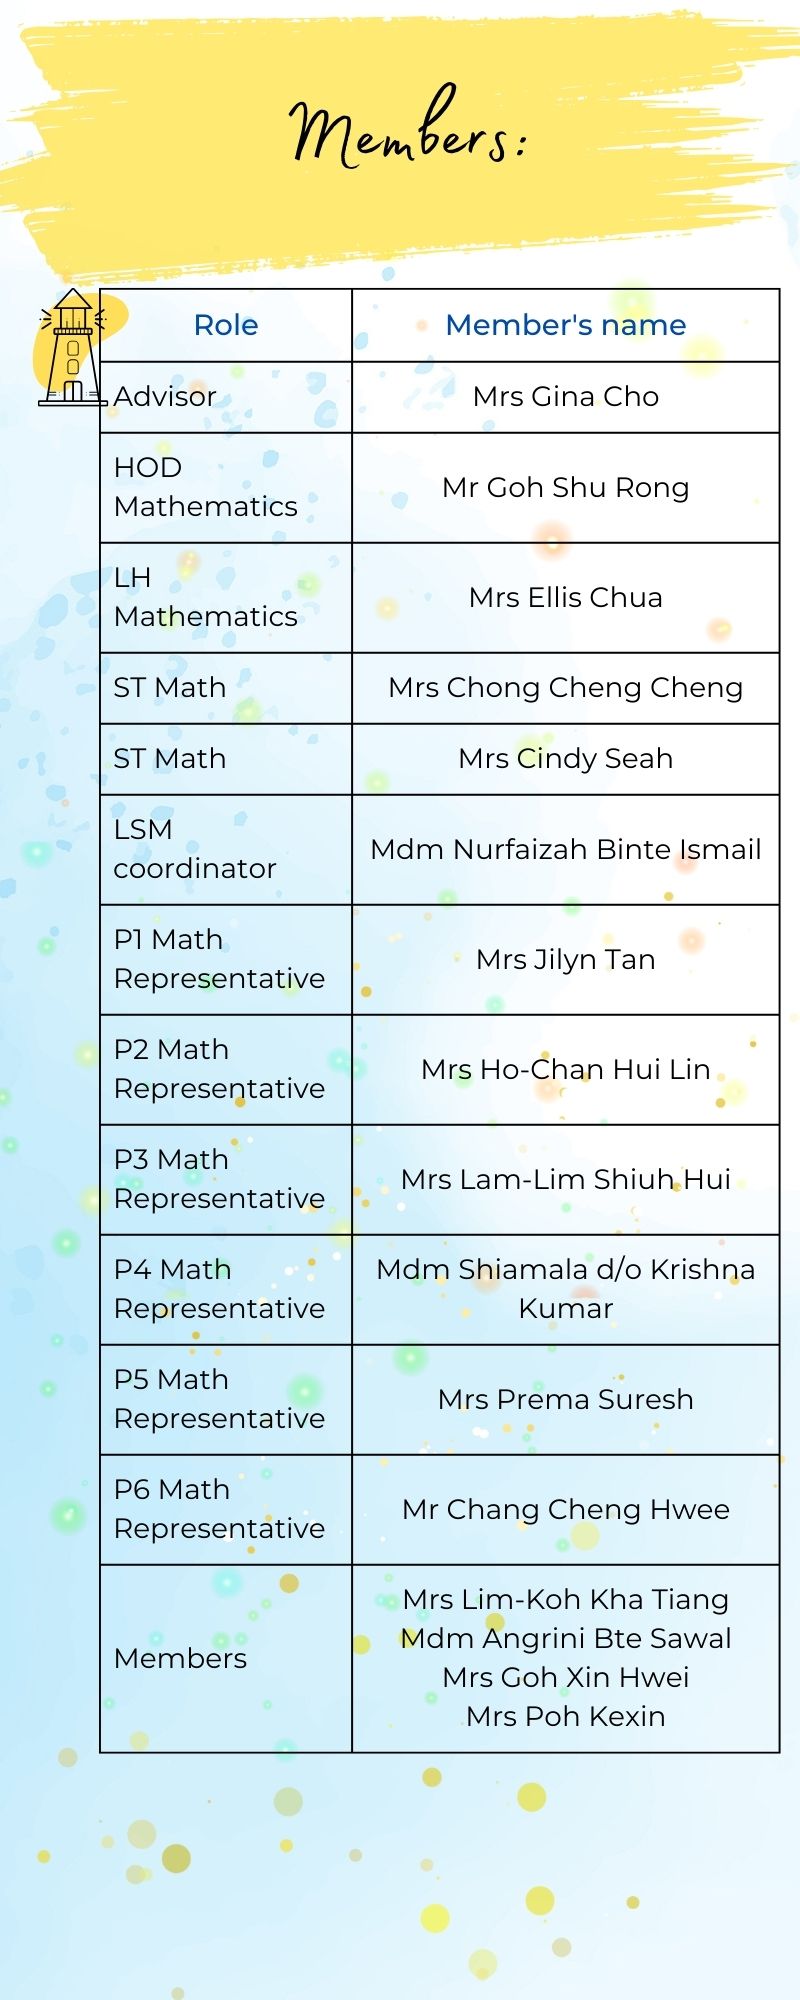 Members:
Role
Member's name
Advisor
Mrs Gina Cho
HOD
Mathematics
Mr Goh Shu Rong
LH
Mathematics
Mrs Ellis Chua
ST Math
Mrs Chong Cheng Cheng
ST Math
Mrs Cindy Seah
LSM
coordinator
Mdm Nurfaizah Binte Ismail
P1 Math
Representative
Mrs Jilyn Tan
P2 Math
Representative
Mrs Ho-Chan Hui Lin
P3 Math
Representative
Mrs Lam-Lim Shiuh Hui
P4 Math
Representative
Mdm Shiamala d/o Krishna
Kumar
P5 Math
Representative
Mrs Prema Suresh
P6 Math
Representative
Mr Chang Cheng Hwee
Members
Mrs Lim-Koh Kha Tiang
Mdm Angrini Bte Sawal
Mrs Goh Xin Hwei
Mrs Poh Kexin